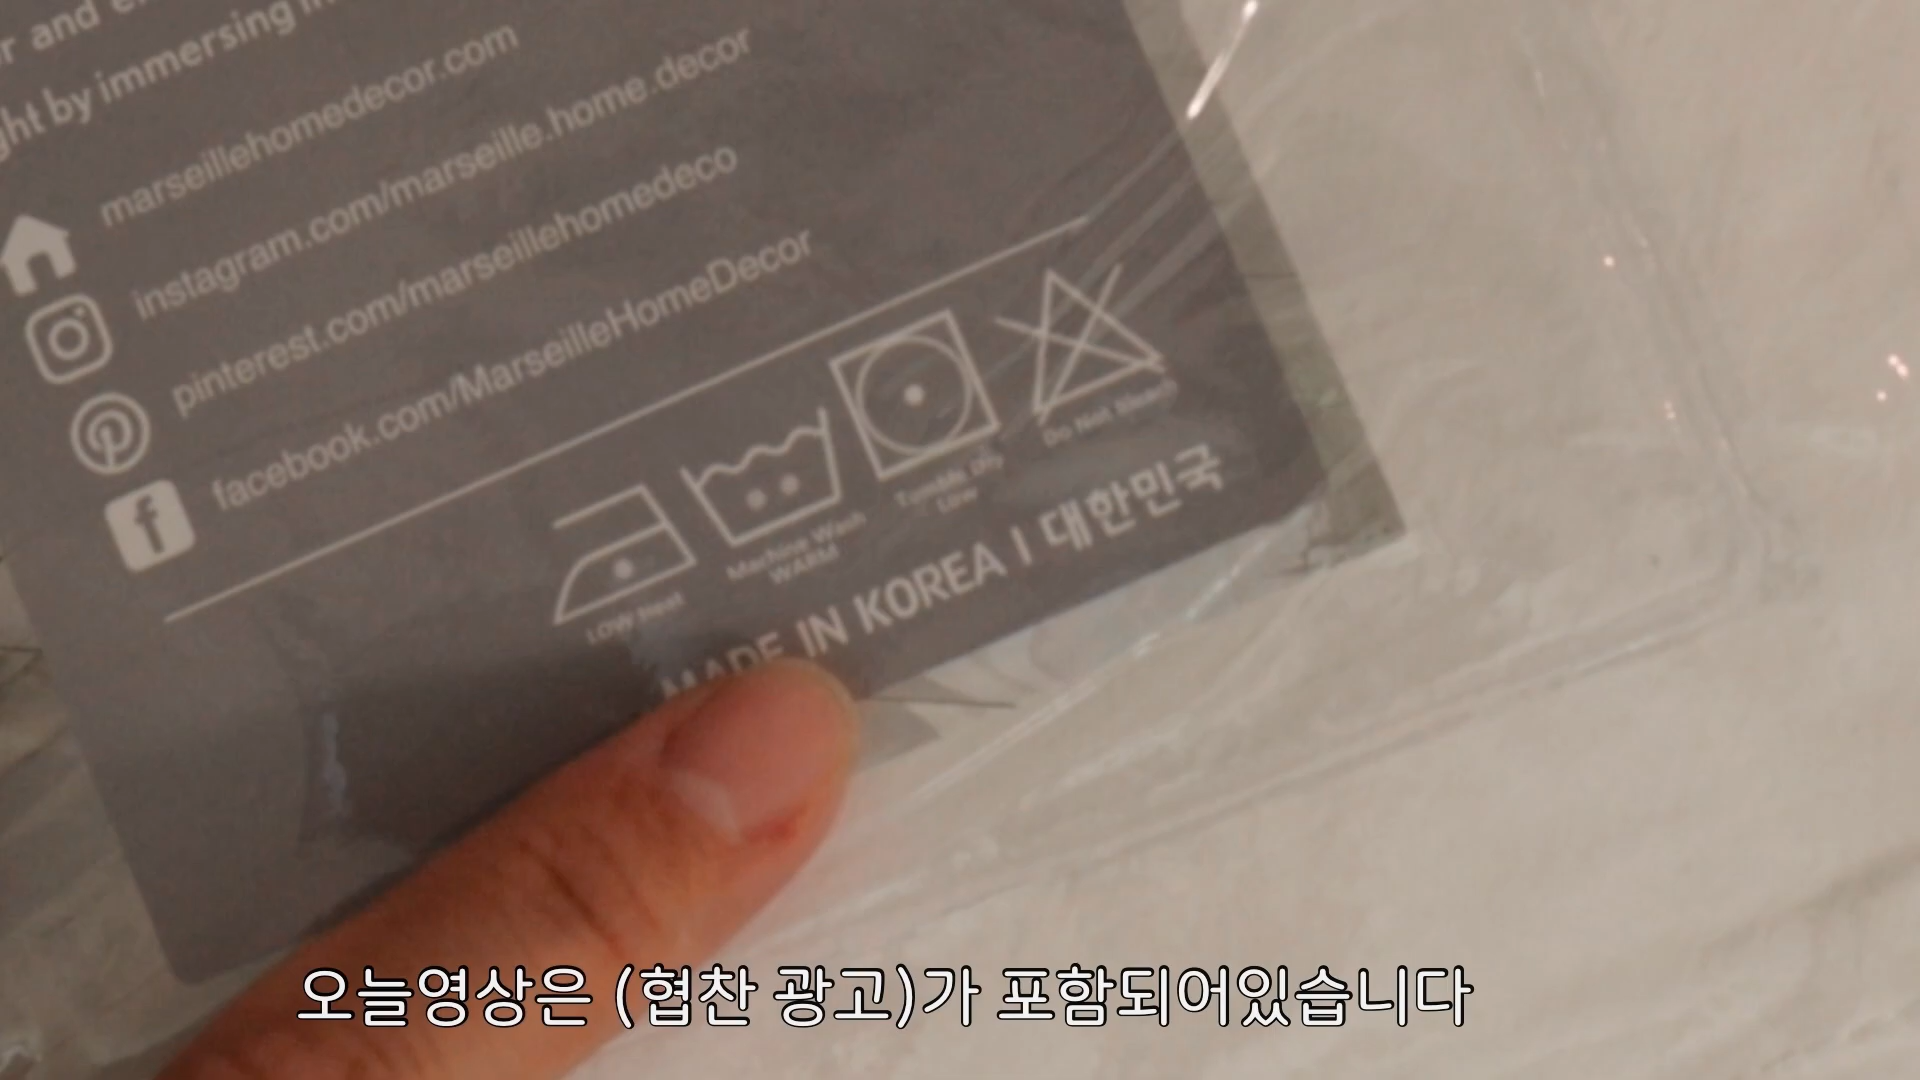 r and
ght by immersing in
marseillehomedecor.com
instagram.com/marseille.home.decor
pinterest.com/marseillehomedeco
facebook.com/MarseilleHomeDecor
LOW Heat
Machine Wash
WARM
Tumble Dry
Low
Do Not Bleach
MADE IN KOREA | 대한민국
오늘영상은 (협찬 광고)가 포함되어있습니다